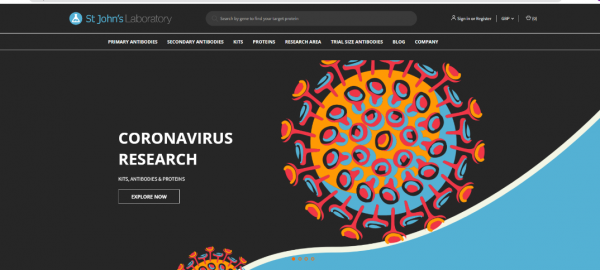 St John's Laboratory
Search by gene to find your target protein
Sign in or Register
GBP
(0)
PRIMARY ANTIBODIES
SECONDARY ANTIBODIES
KITS
PROTEINS
RESEARCH AREA
TRIAL SIZE ANTIBODIES
BLOG
COMPANY
CORONAVIRUS
RESEARCH
KITS, ANTIBODIES & PROTEINS
EXPLORE NOW